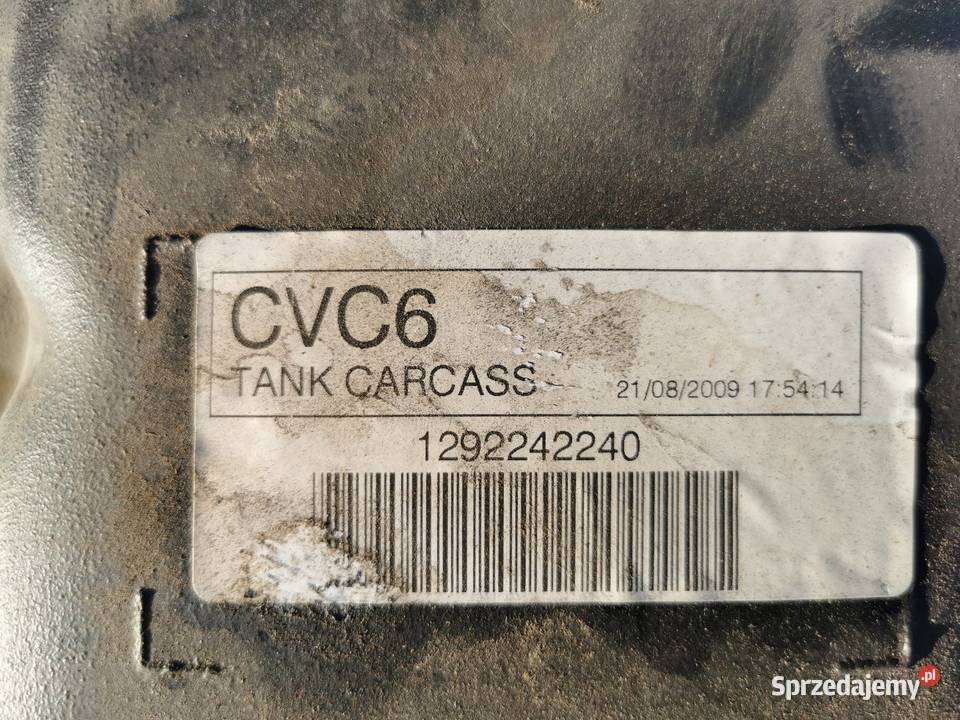 CVC6
TANK CARCASS 21/08/2009 17:54:14
1292242240
Sprzedajemy.pl